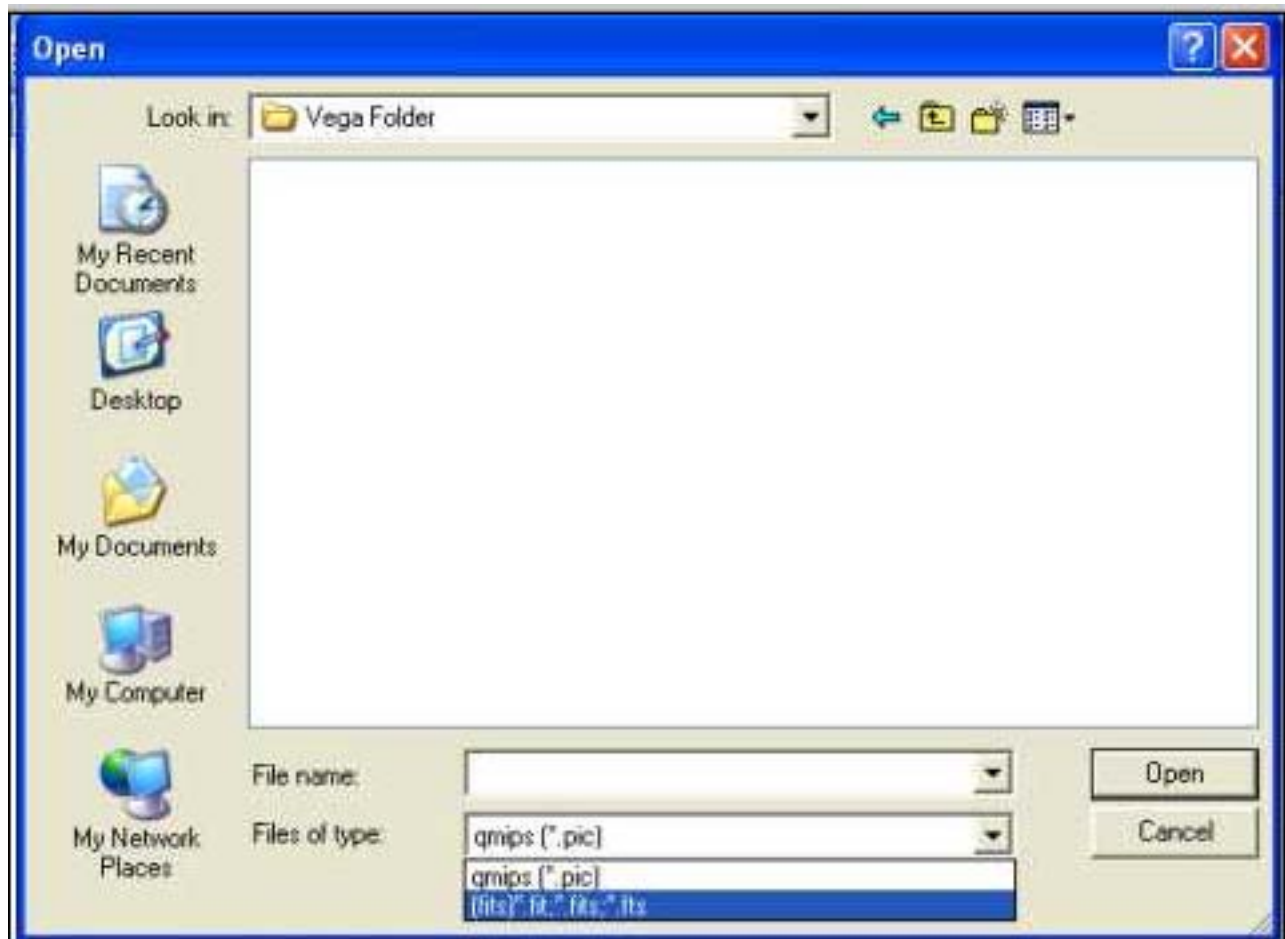 Open
Look in: Vega Folder
My Recent
Documents
Desktop
My Documents
My Computer
My Network
Places
File name:
Open
Files of type: qmips (*.pic)
Cancel
qmips (*.pic)
(fits)*.fit;*.fits;*.fts